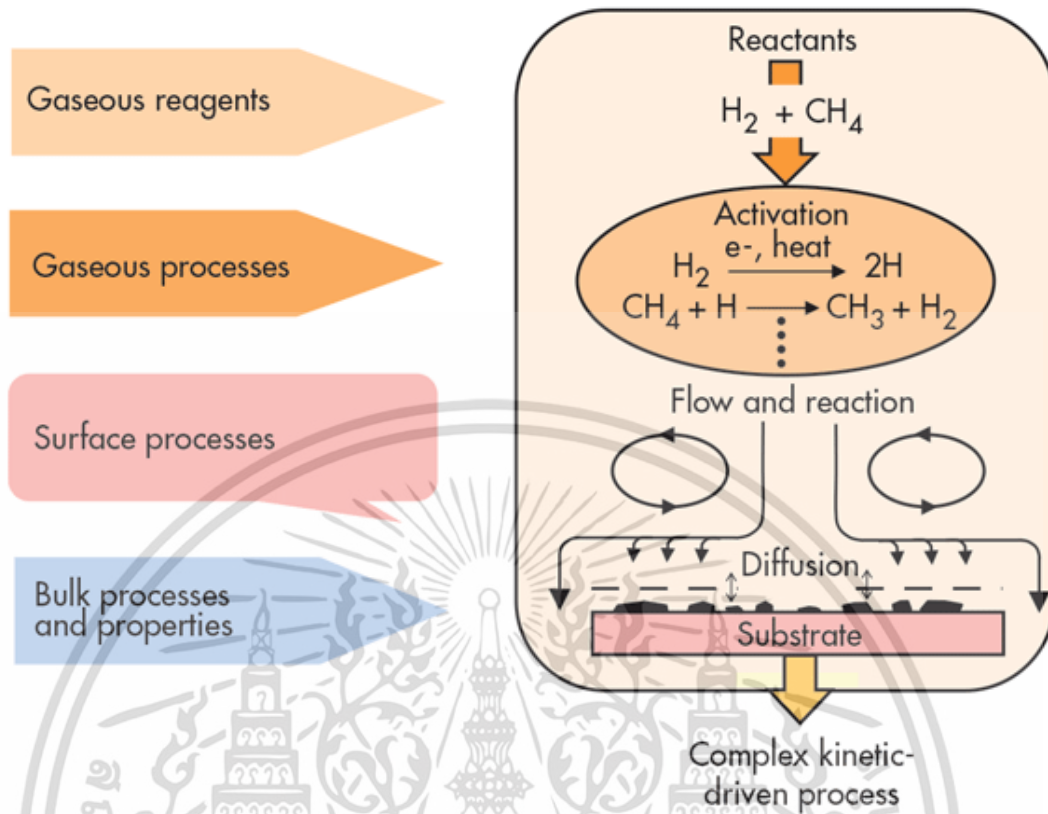 Gaseous reagents
Gaseous processes
Surface processes
Bulk processes
and properties
Reactants
H₂ + CH₄
Activation
e-, heat
H₂ → 2H
CH₄ + H → CH₃ + H₂
Flow and reaction
Diffusion
Substrate
Complex kinetic-
driven process